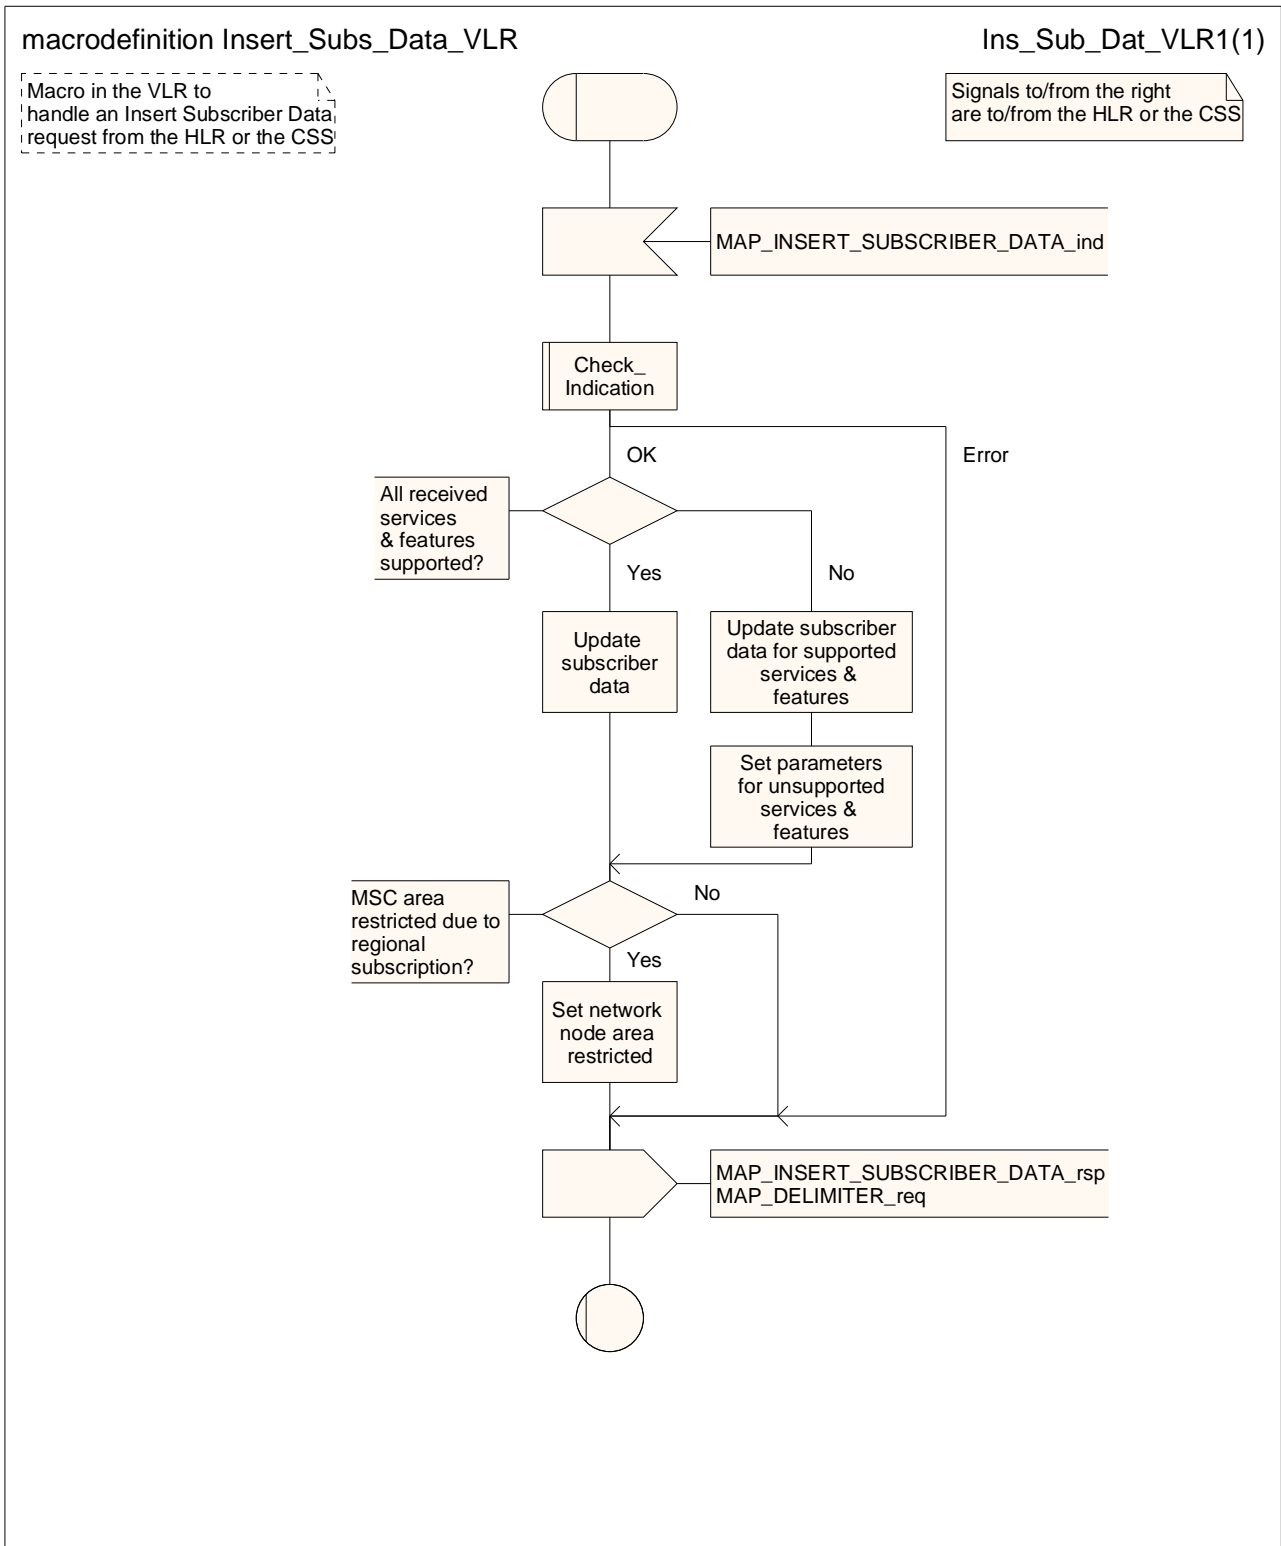 macrodefinition Insert_Subs_Data_VLR
Ins_Sub_Dat_VLR1(1)
Macro in the VLR to
handle an Insert Subscriber Data
request from the HLR or the CSS
Signals to/from the right
are to/from the HLR or the CSS
MAP_INSERT_SUBSCRIBER_DATA_ind
Check_
Indication
OK
Error
All received
services
& features
supported?
Yes
No
Update
subscriber
data
Update subscriber
data for supported
services &
features
Set parameters
for unsupported
services &
features
MSC area
restricted due to
regional
subscription?
No
Yes
Set network
node area
restricted
MAP_INSERT_SUBSCRIBER_DATA_rsp
MAP_DELIMITER_req